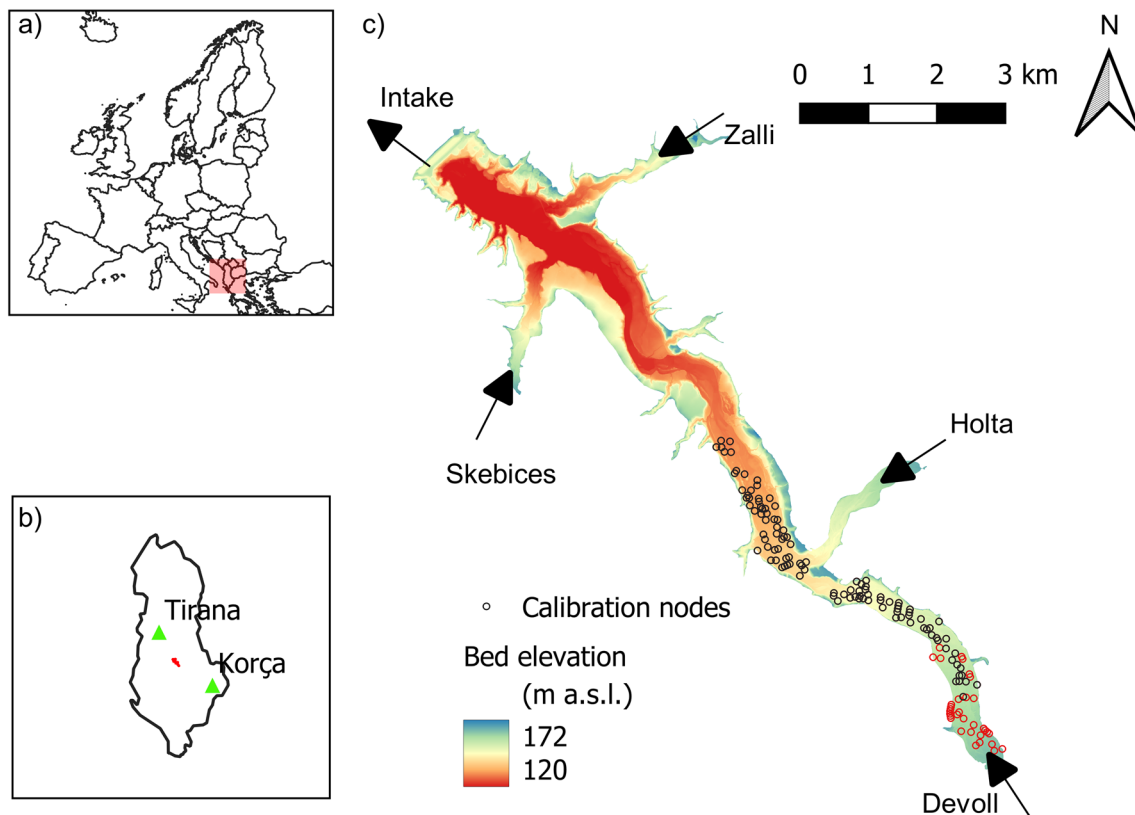 a)
b)
Tirana
Korça
c)
N
0 1 2 3 km
Intake
Zalli
Skebices
Holta
Calibration nodes
Bed elevation
(m a.s.l.)
172
120
Devoll